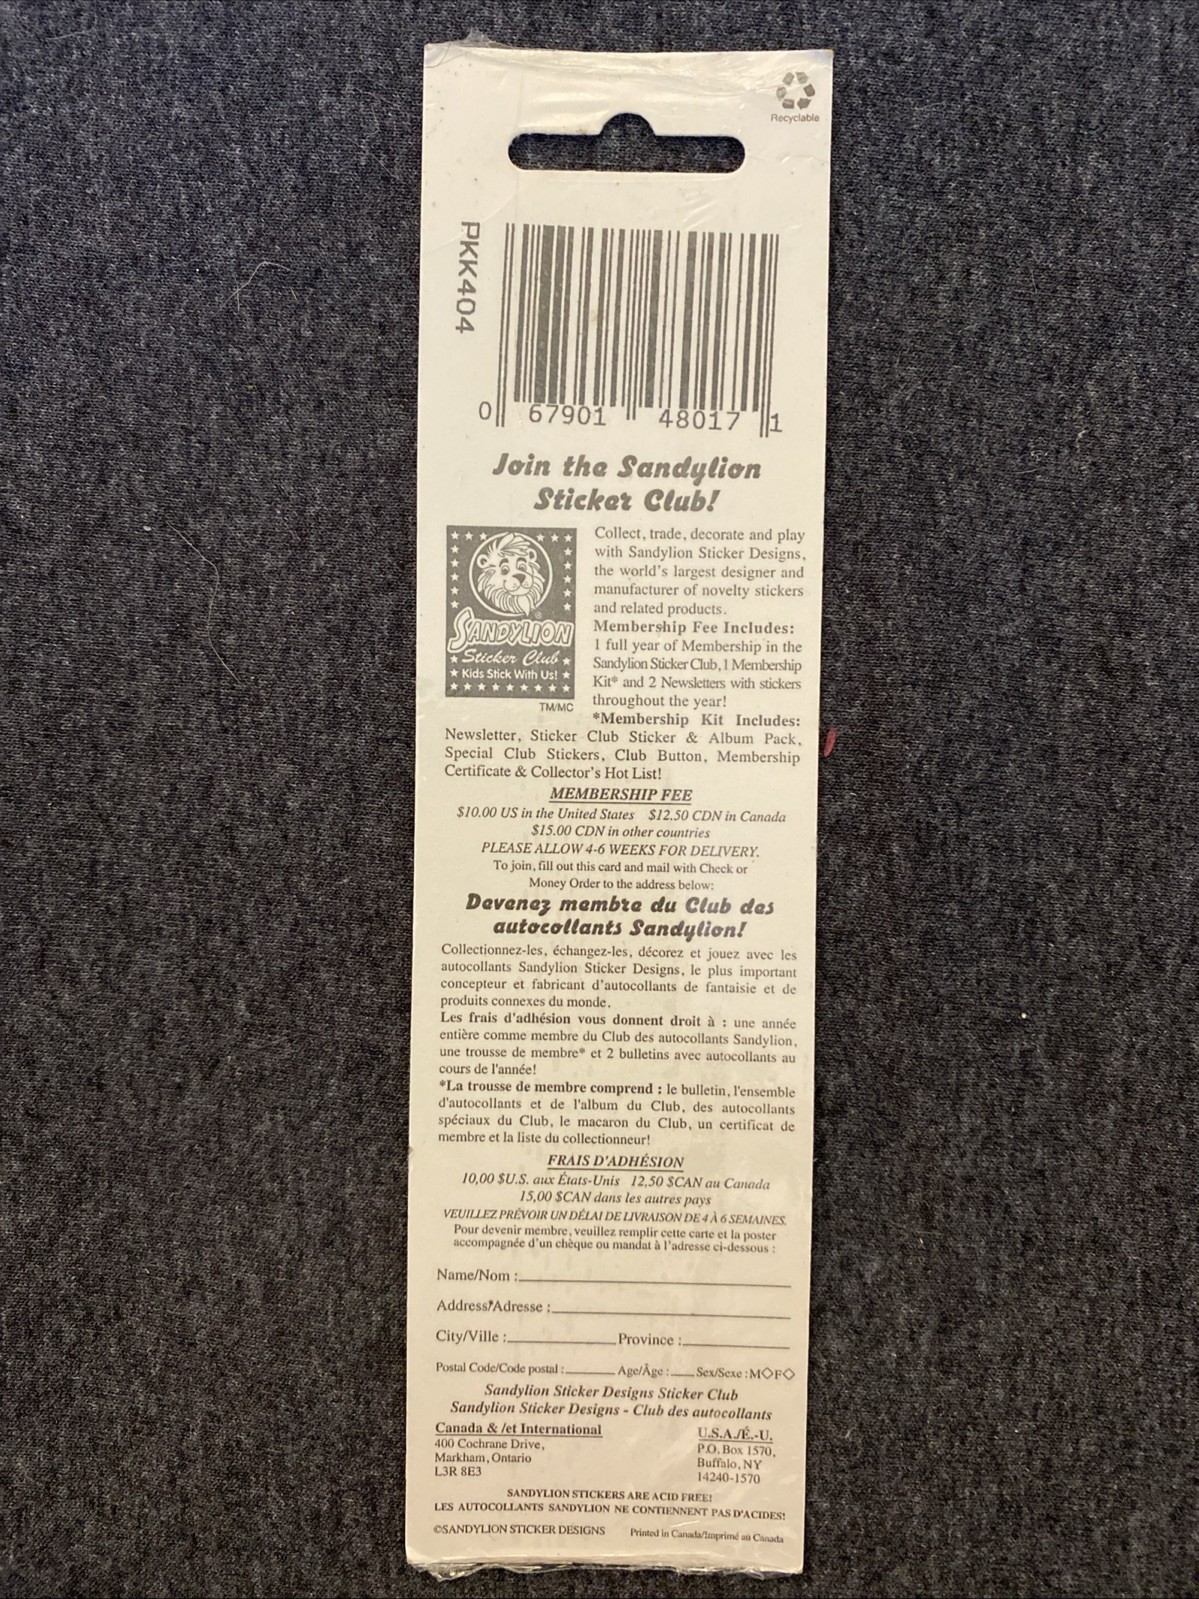 Recyclable
PKK404
0 67901 48017 1
Join the Sandylion
Sticker Club!
SANDYLION
Sticker Club
Kids Stick With Us!
TM/MC
Collect, trade, decorate and play
with Sandylion Sticker Designs,
the world's largest designer and
manufacturer of novelty stickers
and related products.
Membership Fee Includes:
1 full year of Membership in the
Sandylion Sticker Club, 1 Membership
Kit* and 2 Newsletters with stickers
throughout the year!
*Membership Kit Includes:
Newsletter, Sticker Club Sticker & Album Pack,
Special Club Stickers, Club Button, Membership
Certificate & Collector's Hot List!
MEMBERSHIP FEE
$10.00 US in the United States $12.50 CDN in Canada
$15.00 CDN in other countries
PLEASE ALLOW 4-6 WEEKS FOR DELIVERY.
To join, fill out this card and mail with Check or
Money Order to the address below:
Devenez membre du Club des
autocollants Sandylion!
Collectionnez-les, échangez-les, décorez et jouez avec les
autocollants Sandylion Sticker Designs, le plus important
concepteur et fabricant d'autocollants de fantaisie et de
produits connexes du monde.
Les frais d'adhésion vous donnent droit à : une année
entière comme membre du Club des autocollants Sandylion,
une trousse de membre* et 2 bulletins avec autocollants au
cours de l'année!
*La trousse de membre comprend : le bulletin, l'ensemble
d'autocollants et de l'album du Club, des autocollants
spéciaux du Club, le macaron du Club, un certificat de
membre et la liste du collectionneur!
FRAIS D'ADHÉSION
10,00 $U.S. aux États-Unis 12,50 $CAN au Canada
15,00 $CAN dans les autres pays
VEUILLEZ PRÉVOIR UN DÉLAI DE LIVRAISON DE 4 À 6 SEMAINES.
Pour devenir membre, veuillez remplir cette carte et la poster
accompagnée d'un chèque ou mandat à l'adresse ci-dessous :
Name/Nom :
Address/Adresse :
City/Ville : Province :
Postal Code/Code postal : Age/Âge : Sex/Sexe : M◇F◇
Sandylion Sticker Designs Sticker Club
Sandylion Sticker Designs - Club des autocollants
Canada & /et International
400 Cochrane Drive,
Markham, Ontario
L3R 8E3
U.S.A./É.-U.
P.O. Box 1570,
Buffalo, NY
14240-1570
SANDYLION STICKERS ARE ACID FREE!
LES AUTOCOLLANTS SANDYLION NE CONTIENNENT PAS D'ACIDES!
©SANDYLION STICKER DESIGNS Printed in Canada/Imprimé au Canada